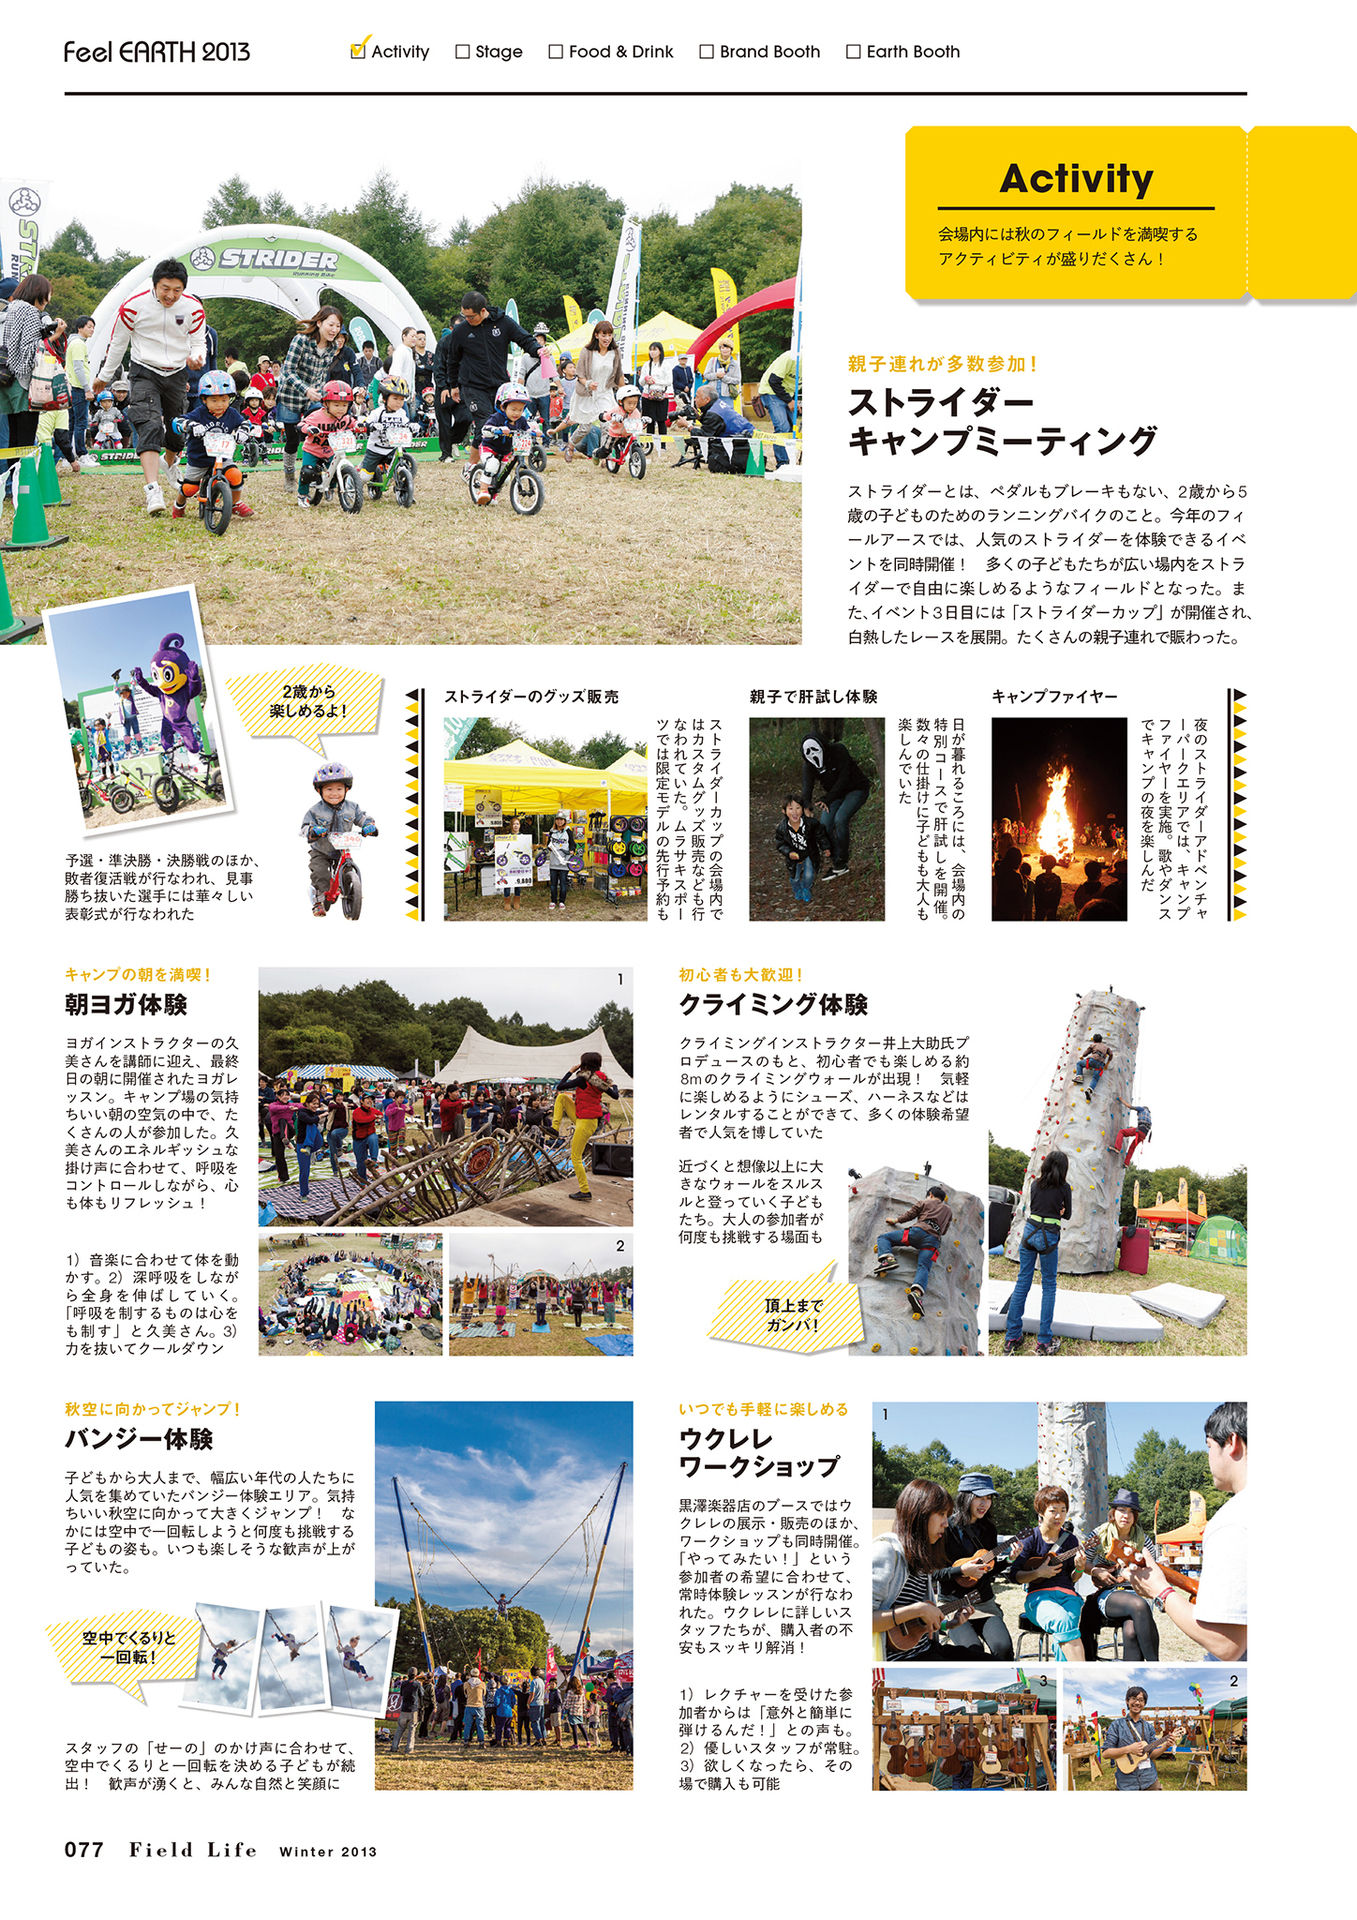 Feel EARTH 2013
Activity
Stage
Food & Drink
Brand Booth
Earth Booth
Activity
会場内には秋のフィールドを満喫する
アクティビティが盛りだくさん！
STRIDER
Running Bike
STRIDER
親子連れが多数参加！
ストライダー
キャンプミーティング
ストライダーとは、ペダルもブレーキもない、2歳から5
歳の子どものためのランニングバイクのこと。今年のフィ
ールアースでは、人気のストライダーを体験できるイベ
ントを同時開催！　多くの子どもたちが広い場内をストラ
イダーで自由に楽しめるようなフィールドとなった。ま
た、イベント3日目には「ストライダーカップ」が開催され、
白熱したレースを展開。たくさんの親子連れで賑わった。
2歳から
楽しめるよ！
予選・準決勝・決勝戦のほか、
敗者復活戦が行なわれ、見事
勝ち抜いた選手には華々しい
表彰式が行なわれた
ストライダーのグッズ販売
ストライダーカップの会場内で
はカスタムグッズ販売なども行
なわれていた。ムラサキスポー
ツでは限定モデルの先行予約も
親子で肝試し体験
日が暮れるころには、会場内の
特別コースで肝試しを開催。
数々の仕掛けに子どもも大人も
楽しんでいた
キャンプファイヤー
夜のストライダーアドベンチャ
ーパークエリアでは、キャンプ
ファイヤーを実施。歌やダンス
でキャンプの夜を楽しんだ
キャンプの朝を満喫！
朝ヨガ体験
ヨガインストラクターの久
美さんを講師に迎え、最終
日の朝に開催されたヨガレ
ッスン。キャンプ場の気持
ちいい朝の空気の中で、た
くさんの人が参加した。久
美さんのエネルギッシュな
掛け声に合わせて、呼吸を
コントロールしながら、心
も体もリフレッシュ！
1）音楽に合わせて体を動
かす。2）深呼吸をしなが
ら全身を伸ばしていく。
「呼吸を制するものは心を
も制す」と久美さん。3）
力を抜いてクールダウン
1
2
初心者も大歓迎！
クライミング体験
クライミングインストラクター井上大助氏プ
ロデュースのもと、初心者でも楽しめる約
8mのクライミングウォールが出現！　気軽
に楽しめるようにシューズ、ハーネスなどは
レンタルすることができて、多くの体験希望
者で人気を博していた
近づくと想像以上に大
きなウォールをスルス
ルと登っていく子ども
たち。大人の参加者が
何度も挑戦する場面も
頂上まで
ガンバ！
秋空に向かってジャンプ！
バンジー体験
子どもから大人まで、幅広い年代の人たちに
人気を集めていたバンジー体験エリア。気持
ちいい秋空に向かって大きくジャンプ！　な
かには空中で一回転しようと何度も挑戦する
子どもの姿も。いつも楽しそうな歓声が上が
っていた。
空中でくるりと
一回転！
スタッフの「せーの」のかけ声に合わせて、
空中でくるりと一回転を決める子どもが続
出！　歓声が湧くと、みんな自然と笑顔に
いつでも手軽に楽しめる
ウクレレ
ワークショップ
黒澤楽器店のブースではウ
クレレの展示・販売のほか、
ワークショップも同時開催。
「やってみたい！」という
参加者の希望に合わせて、
常時体験レッスンが行なわ
れた。ウクレレに詳しいス
タッフたちが、購入者の不
安もスッキリ解消！
1）レクチャーを受けた参
加者からは「意外と簡単に
弾けるんだ！」との声も。
2）優しいスタッフが常駐。
3）欲しくなったら、その
場で購入も可能
1
3
2
077 Field Life Winter 2013